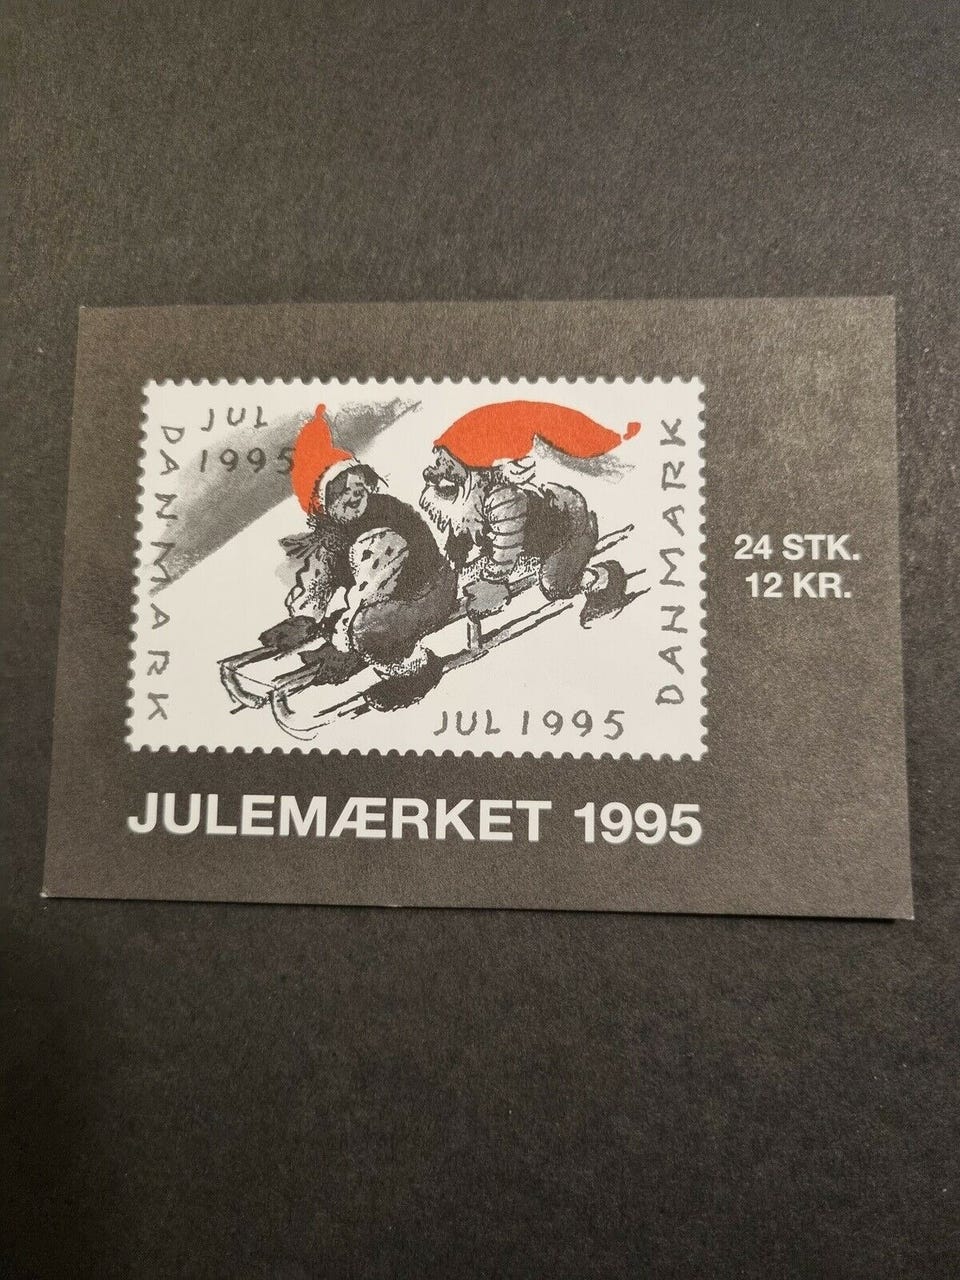 JUL
1995
DANMARK
DANMARK
JUL 1995
24 STK.
12 KR.
JULEMÆRKET 1995